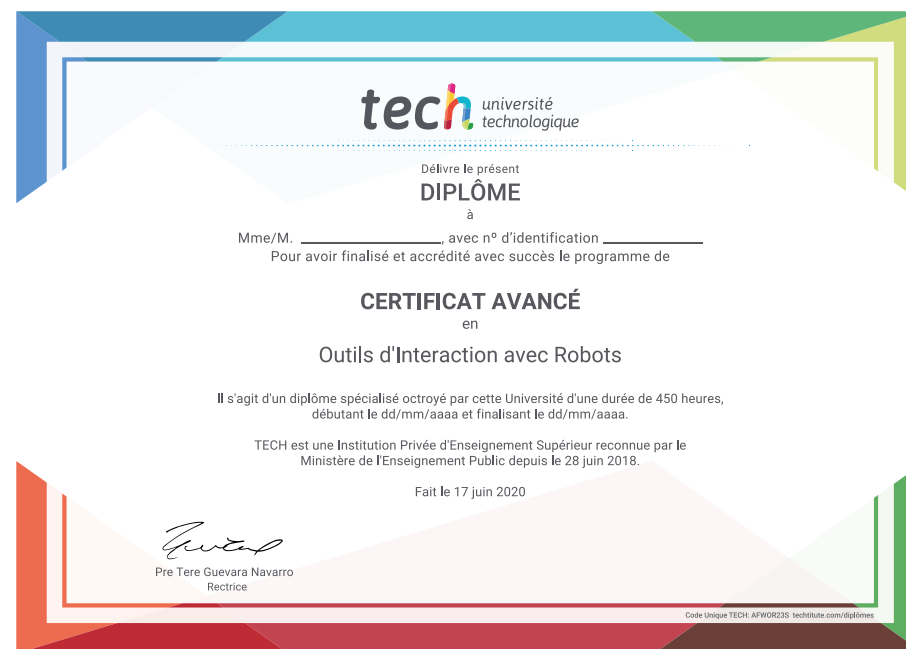 tech université
technologique
Délivre le présent
DIPLÔME
à
Mme/M. ____________________, avec nº d'identification ______________
Pour avoir finalisé et accrédité avec succès le programme de
CERTIFICAT AVANCÉ
en
Outils d'Interaction avec Robots
Il s'agit d'un diplôme spécialisé octroyé par cette Université d'une durée de 450 heures,
débutant le dd/mm/aaaa et finalisant le dd/mm/aaaa.
TECH est une Institution Privée d'Enseignement Supérieur reconnue par le
Ministère de l'Enseignement Public depuis le 28 juin 2018.
Fait le 17 juin 2020
Pre Tere Guevara Navarro
Rectrice
Code Unique TECH: AFWOR23S techtitute.com/diplômes